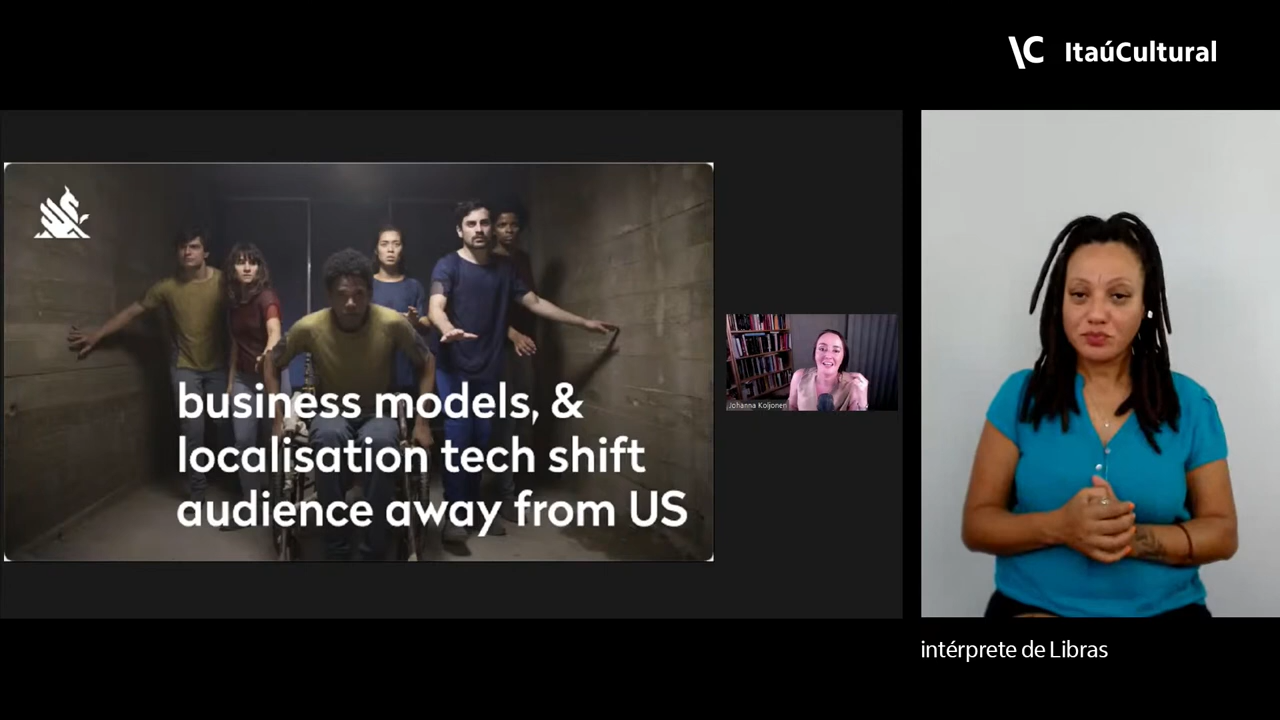 \C ItaúCultural
business models, &
localisation tech shift
audience away from US
Johanna Koljonen
intérprete de Libras